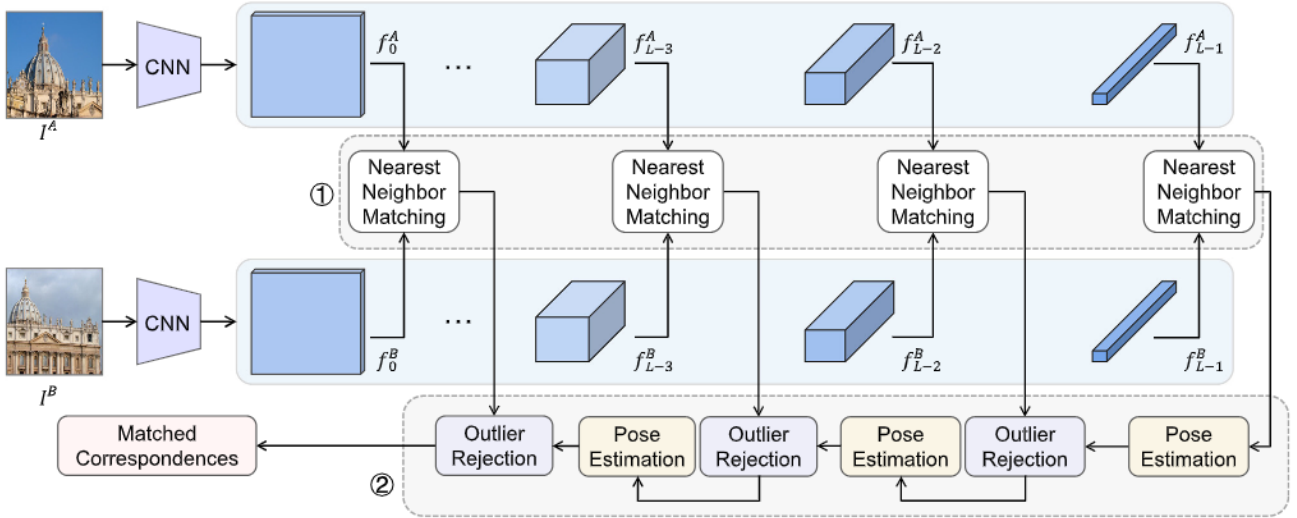 CNN
I^A
f_0^A
...
f_{L-3}^A
f_{L-2}^A
f_{L-1}^A
①
Nearest
Neighbor
Matching
Nearest
Neighbor
Matching
Nearest
Neighbor
Matching
Nearest
Neighbor
Matching
CNN
I^B
f_0^B
...
f_{L-3}^B
f_{L-2}^B
f_{L-1}^B
Matched
Correspondences
②
Outlier
Rejection
Pose
Estimation
Outlier
Rejection
Pose
Estimation
Outlier
Rejection
Pose
Estimation